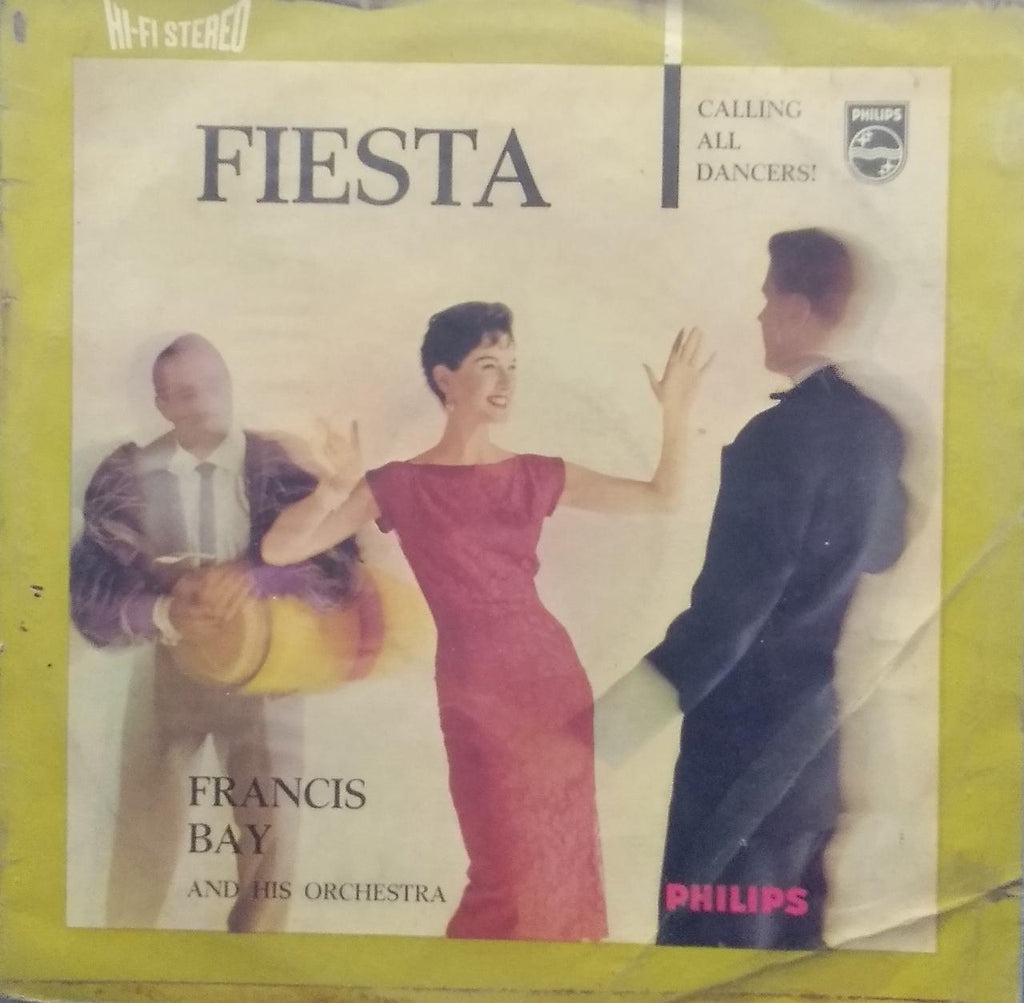 HI-FI STEREO
FIESTA
CALLING
ALL
DANCERS!
PHILIPS
FRANCIS
BAY
AND HIS ORCHESTRA
PHILIPS